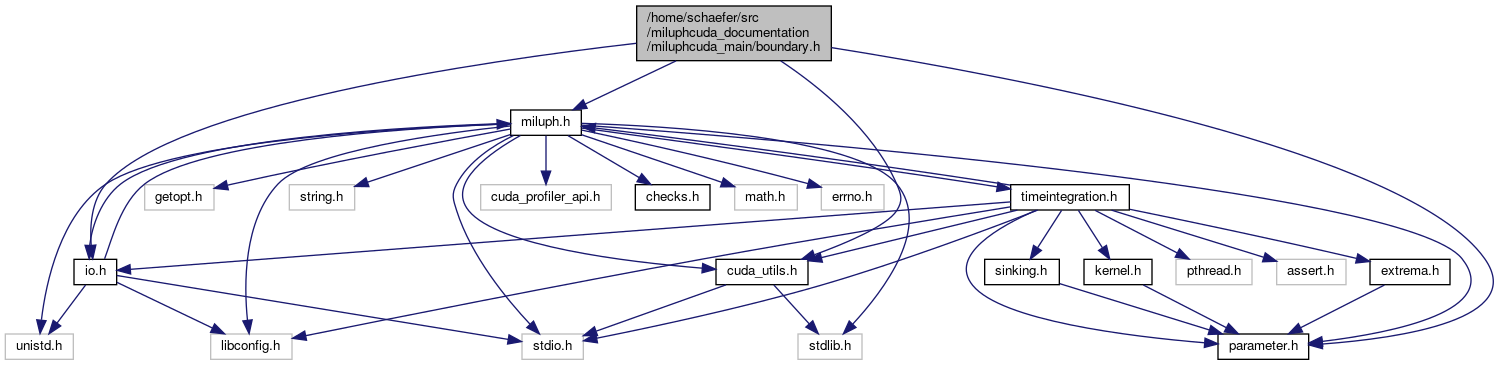 /home/schaefer/src
/miluphcuda_documentation
/miluphcuda_main/boundary.h
miluph.h
getopt.h
string.h
cuda_profiler_api.h
checks.h
math.h
errno.h
timeintegration.h
io.h
cuda_utils.h
sinking.h
kernel.h
pthread.h
assert.h
extrema.h
unistd.h
libconfig.h
stdio.h
stdlib.h
parameter.h